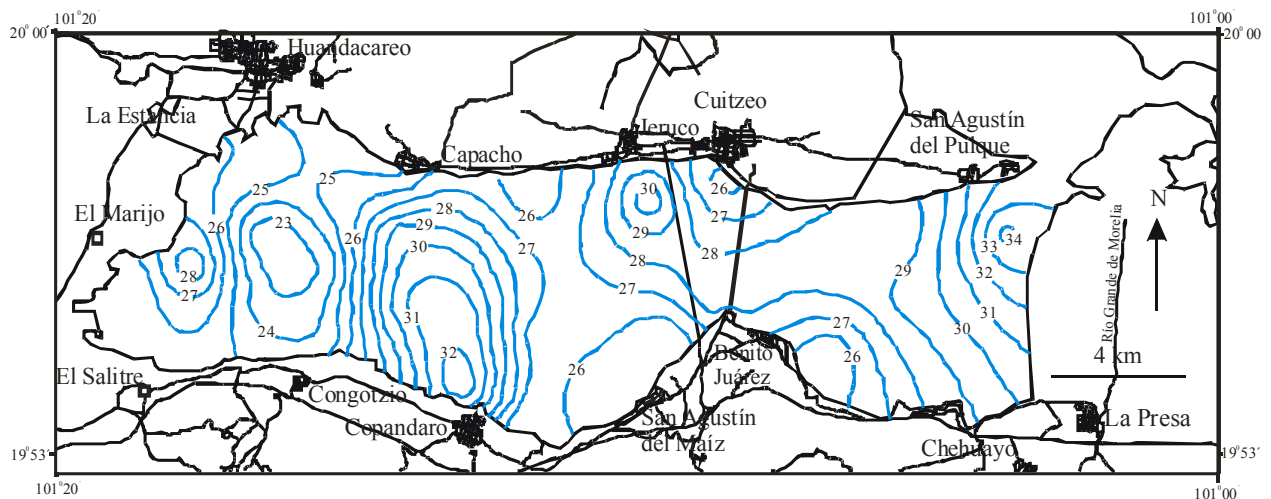 101°20'
101°00'
20°00'
20°00
Huandacareo
La Estancia
Cuitzeo
Jeruco
San Agustín
del Pulque
Capacho
25
25
23
26
El Marijo
28
27
24
26
28
29
30
31
32
26
27
30
29
28
27
26
26
27
28
29
33
34
32
31
30
27
26
N
Río Grande de Morelia
4 km
El Salitre
Congotzio
Copandaro
Benito
Juárez
San Agustín
del Maíz
Chehuayo
La Presa
19°53'
19°53'
101°20'
101°00'